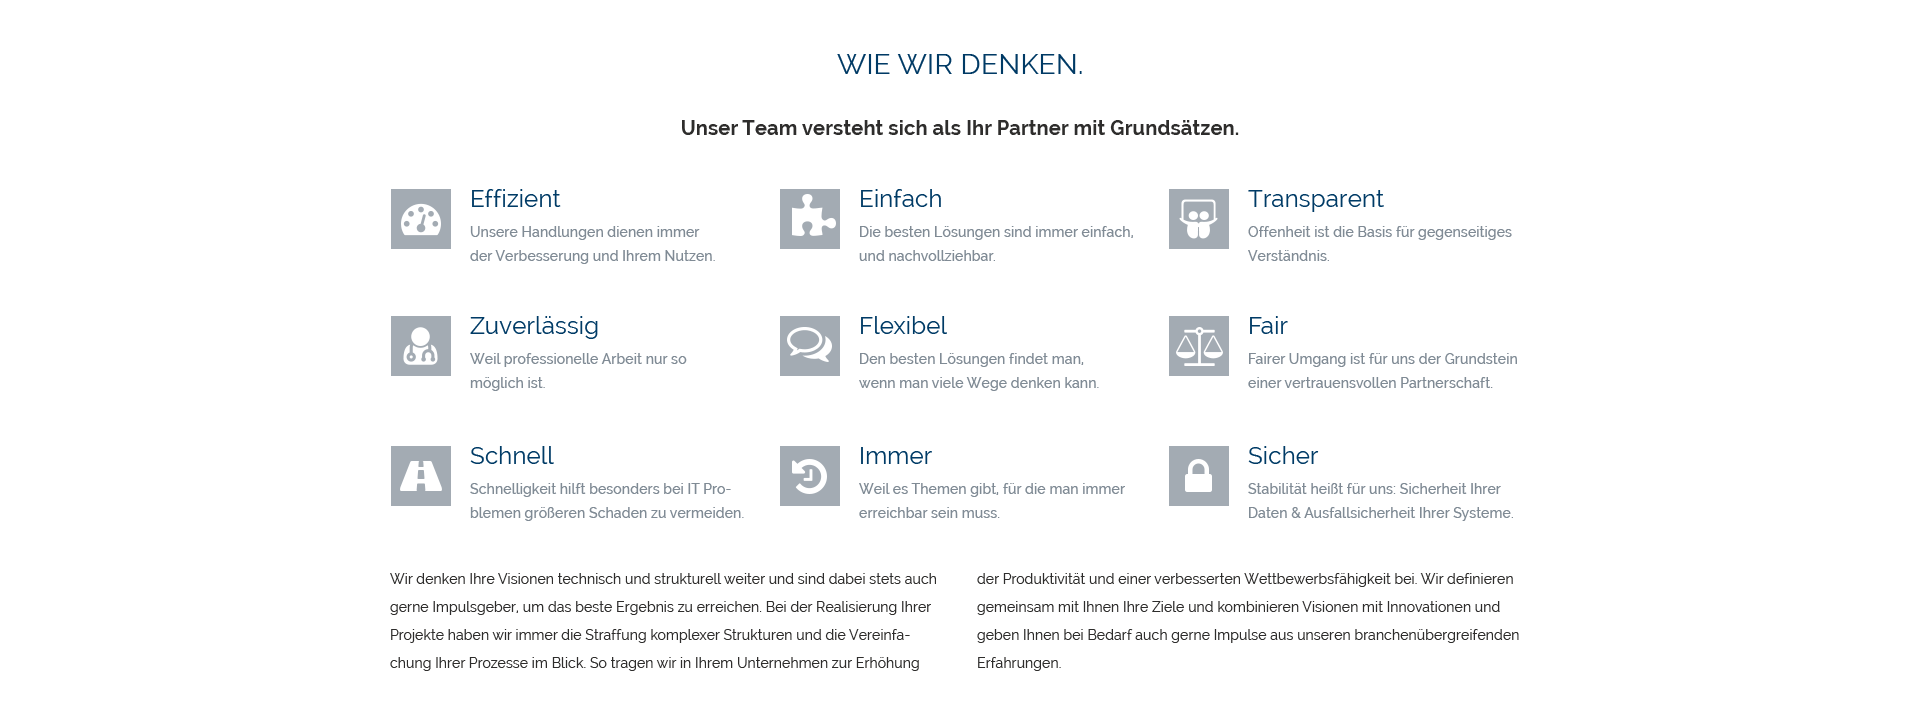 WIE WIR DENKEN.
Unser Team versteht sich als Ihr Partner mit Grundsätzen.
Effizient
Unsere Handlungen dienen immer
der Verbesserung und Ihrem Nutzen.
Einfach
Die besten Lösungen sind immer einfach,
und nachvollziehbar.
Transparent
Offenheit ist die Basis für gegenseitiges
Verständnis.
Zuverlässig
Weil professionelle Arbeit nur so
möglich ist.
Flexibel
Den besten Lösungen findet man,
wenn man viele Wege denken kann.
Fair
Fairer Umgang ist für uns der Grundstein
einer vertrauensvollen Partnerschaft.
Schnell
Schnelligkeit hilft besonders bei IT Pro-
blemen größeren Schaden zu vermeiden.
Immer
Weil es Themen gibt, für die man immer
erreichbar sein muss.
Sicher
Stabilität heißt für uns: Sicherheit Ihrer
Daten & Ausfallsicherheit Ihrer Systeme.
Wir denken Ihre Visionen technisch und strukturell weiter und sind dabei stets auch
gerne Impulsgeber, um das beste Ergebnis zu erreichen. Bei der Realisierung Ihrer
Projekte haben wir immer die Straffung komplexer Strukturen und die Vereinfa-
chung Ihrer Prozesse im Blick. So tragen wir in Ihrem Unternehmen zur Erhöhung
der Produktivität und einer verbesserten Wettbewerbsfähigkeit bei. Wir definieren
gemeinsam mit Ihnen Ihre Ziele und kombinieren Visionen mit Innovationen und
geben Ihnen bei Bedarf auch gerne Impulse aus unseren branchenübergreifenden
Erfahrungen.